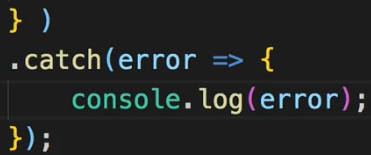 } )
.catch(error => {
    console.log(error);
});